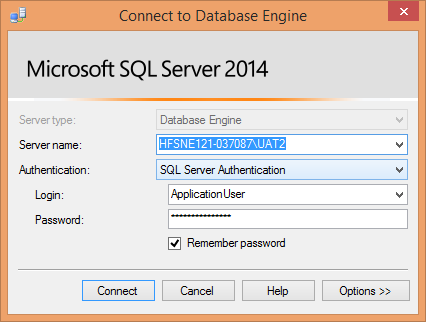 Connect to Database Engine
Microsoft SQL Server 2014
Server type: Database Engine
Server name: HFSNE121-037087\UAT2
Authentication: SQL Server Authentication
Login: ApplicationUser
Password: ***************
Remember password
Connect Cancel Help Options >>